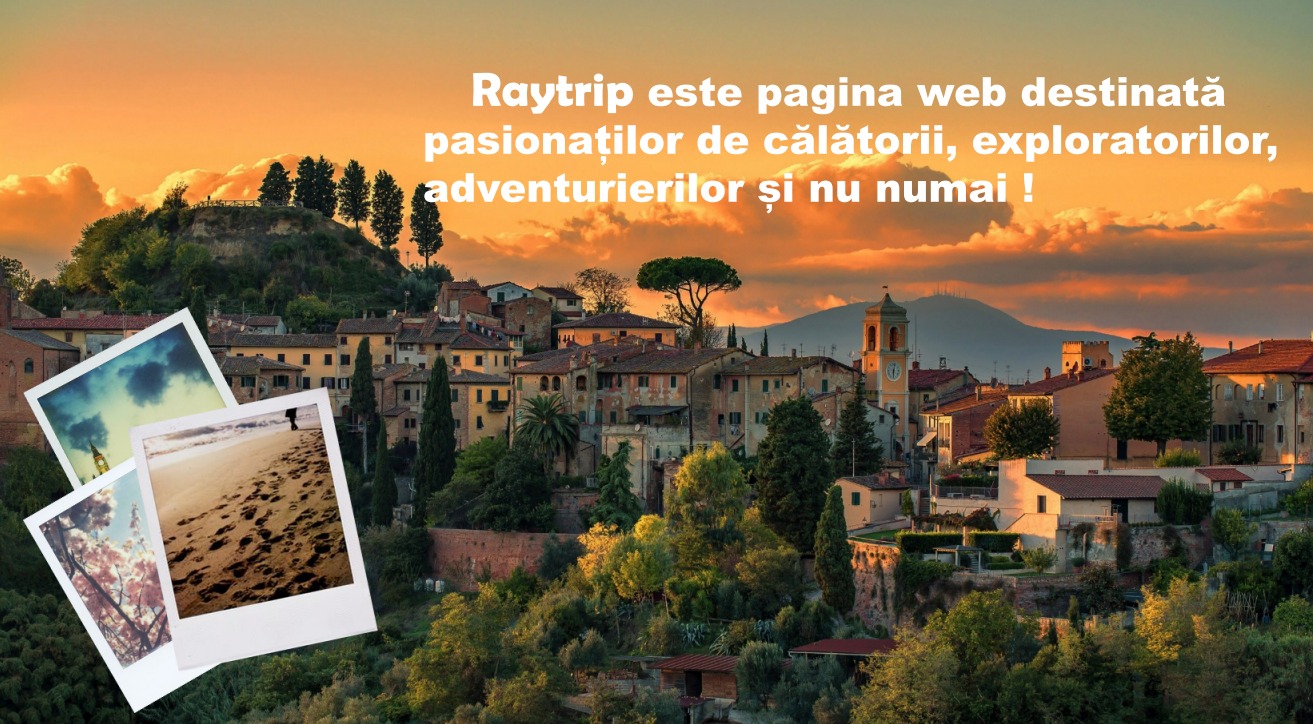 Raytrip este pagina web destinată
pasionaților de călătorii, exploratorilor,
adventurierilor și nu numai !